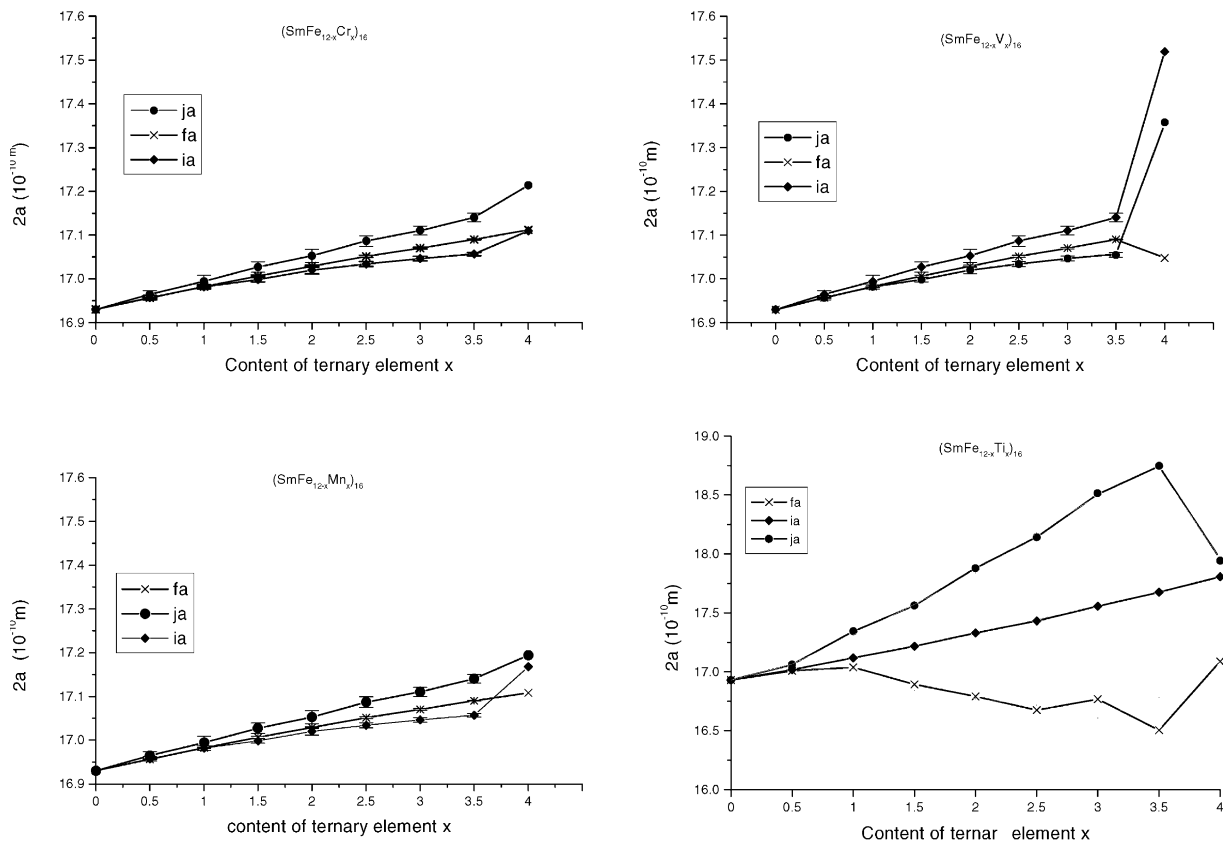 (SmFe12-xCrx)16
17.6
17.5
17.4
17.3
17.2
17.1
17.0
16.9
2a (10-10 m)
ja
fa
ia
0 0.5 1 1.5 2 2.5 3 3.5 4
Content of ternary element x
(SmFe12-xVx)16
17.6
17.5
17.4
17.3
17.2
17.1
17.0
16.9
2a (10-10m)
ja
fa
ia
0 0.5 1 1.5 2 2.5 3 3.5 4
Content of ternary element x
(SmFe12-xMnx)16
17.6
17.5
17.4
17.3
17.2
17.1
17.0
16.9
2a (10-10m)
fa
ja
ia
0 0.5 1 1.5 2 2.5 3 3.5 4
content of ternary element x
(SmFe12-xTix)16
19.0
18.5
18.0
17.5
17.0
16.5
16.0
2a (10-10m)
fa
ia
ja
0 0.5 1 1.5 2 2.5 3 3.5 4
Content of ternar element x